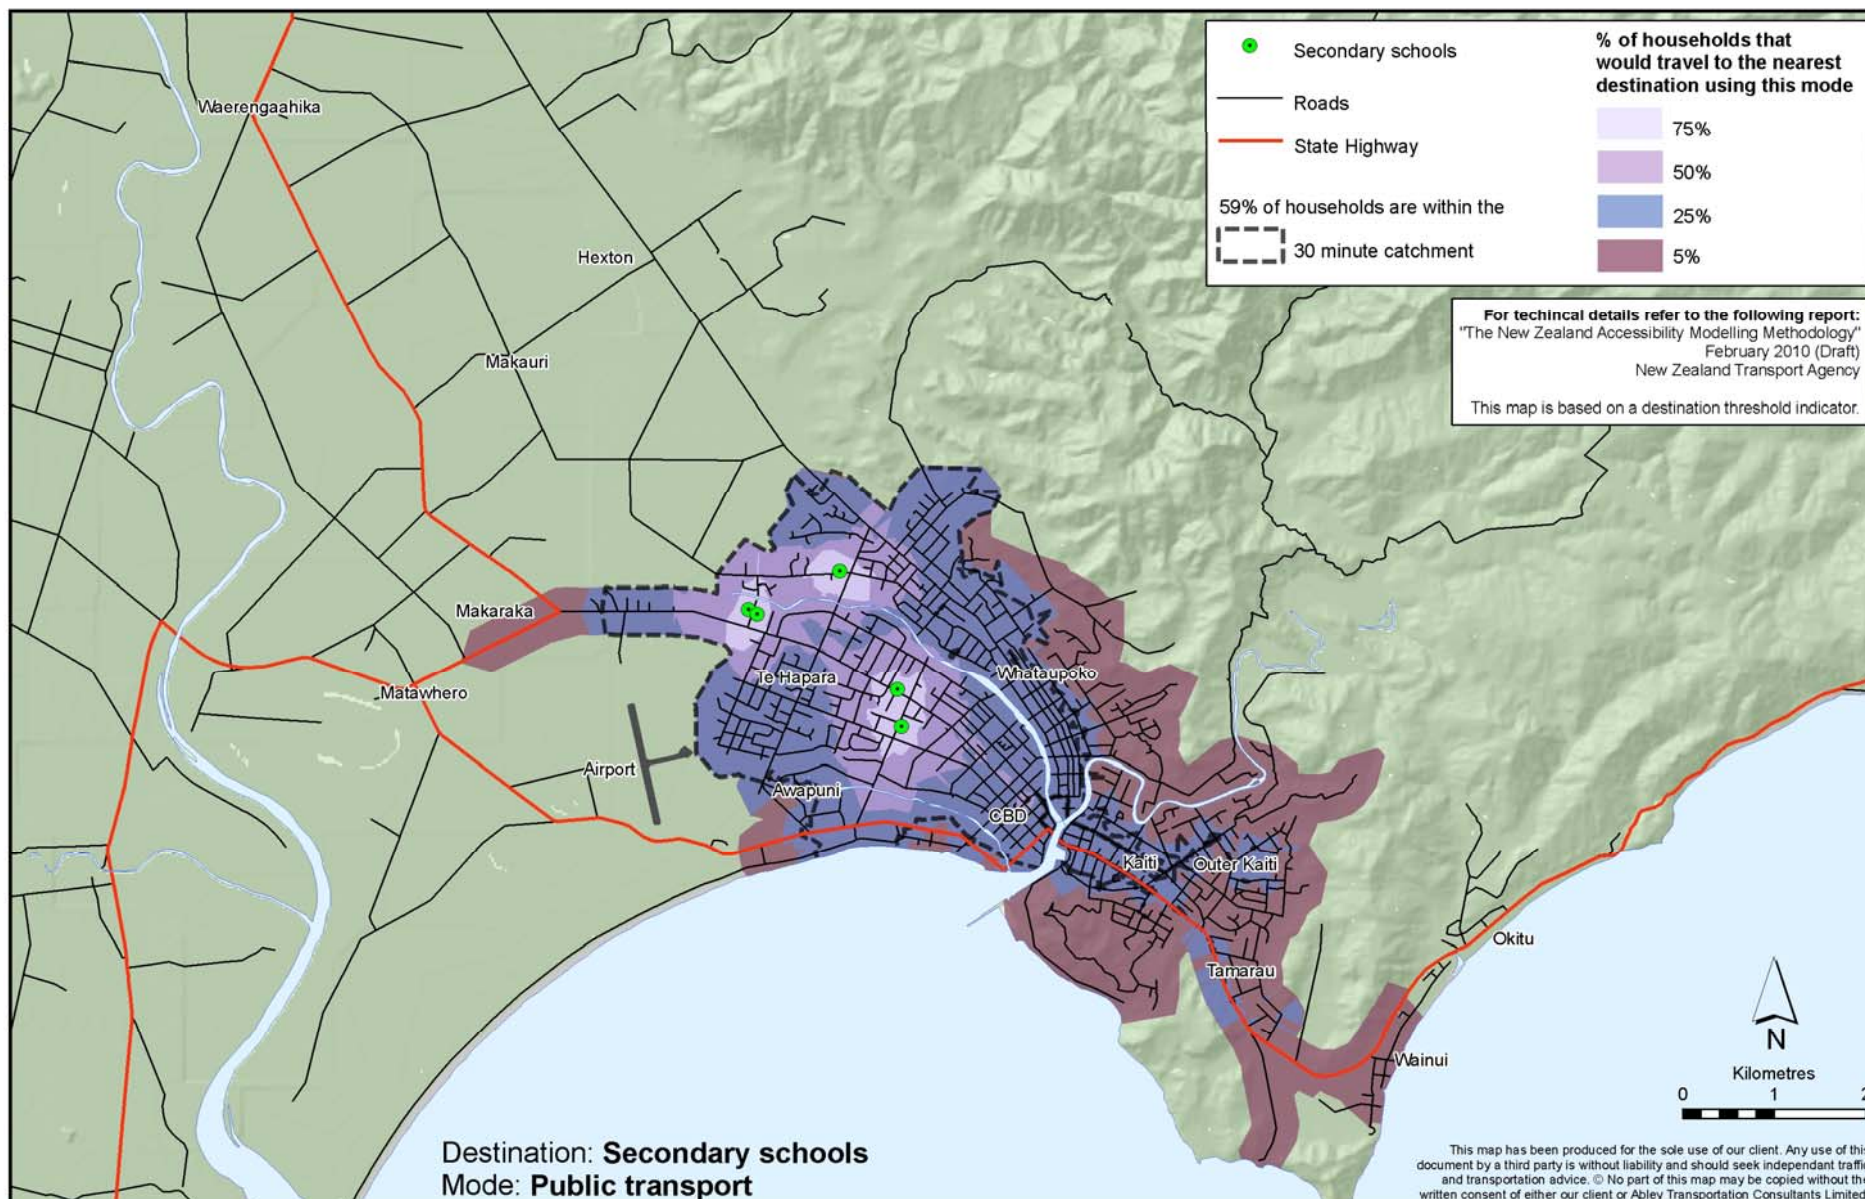 Secondary schools
Roads
State Highway
59% of households are within the
30 minute catchment
% of households that
would travel to the nearest
destination using this mode
75%
50%
25%
5%
For techincal details refer to the following report:
"The New Zealand Accessibility Modelling Methodology"
February 2010 (Draft)
New Zealand Transport Agency
This map is based on a destination threshold indicator.
Waerengaahika
Hexton
Makauri
Makaraka
Matawhero
Te Hapara
Whataupoko
Airport
Awapuni
CBD
Kaiti
Outer Kaiti
Tamarau
Okitu
Wainui
N
Kilometres
0 1 2
Destination: Secondary schools
Mode: Public transport
This map has been produced for the sole use of our client. Any use of this
document by a third party is without liability and should seek independant traffic
and transportation advice. © No part of this map may be copied without the
written consent of either our client or Abley Transportation Consultants Limited